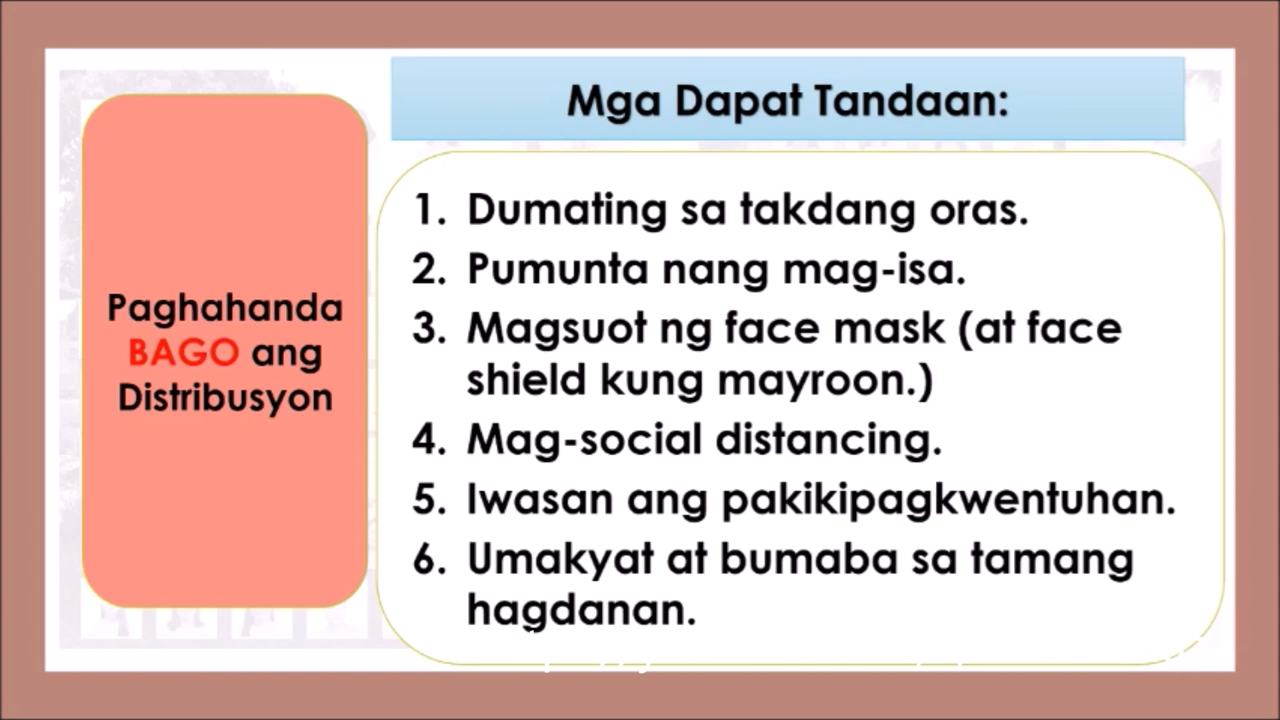 Mga Dapat Tandaan:
Paghahanda
BAGO ang
Distribusyon
1. Dumating sa takdang oras.
2. Pumunta nang mag-isa.
3. Magsuot ng face mask (at face
shield kung mayroon.)
4. Mag-social distancing.
5. Iwasan ang pakikipagkwentuhan.
6. Umakyat at bumaba sa tamang
hagdanan.